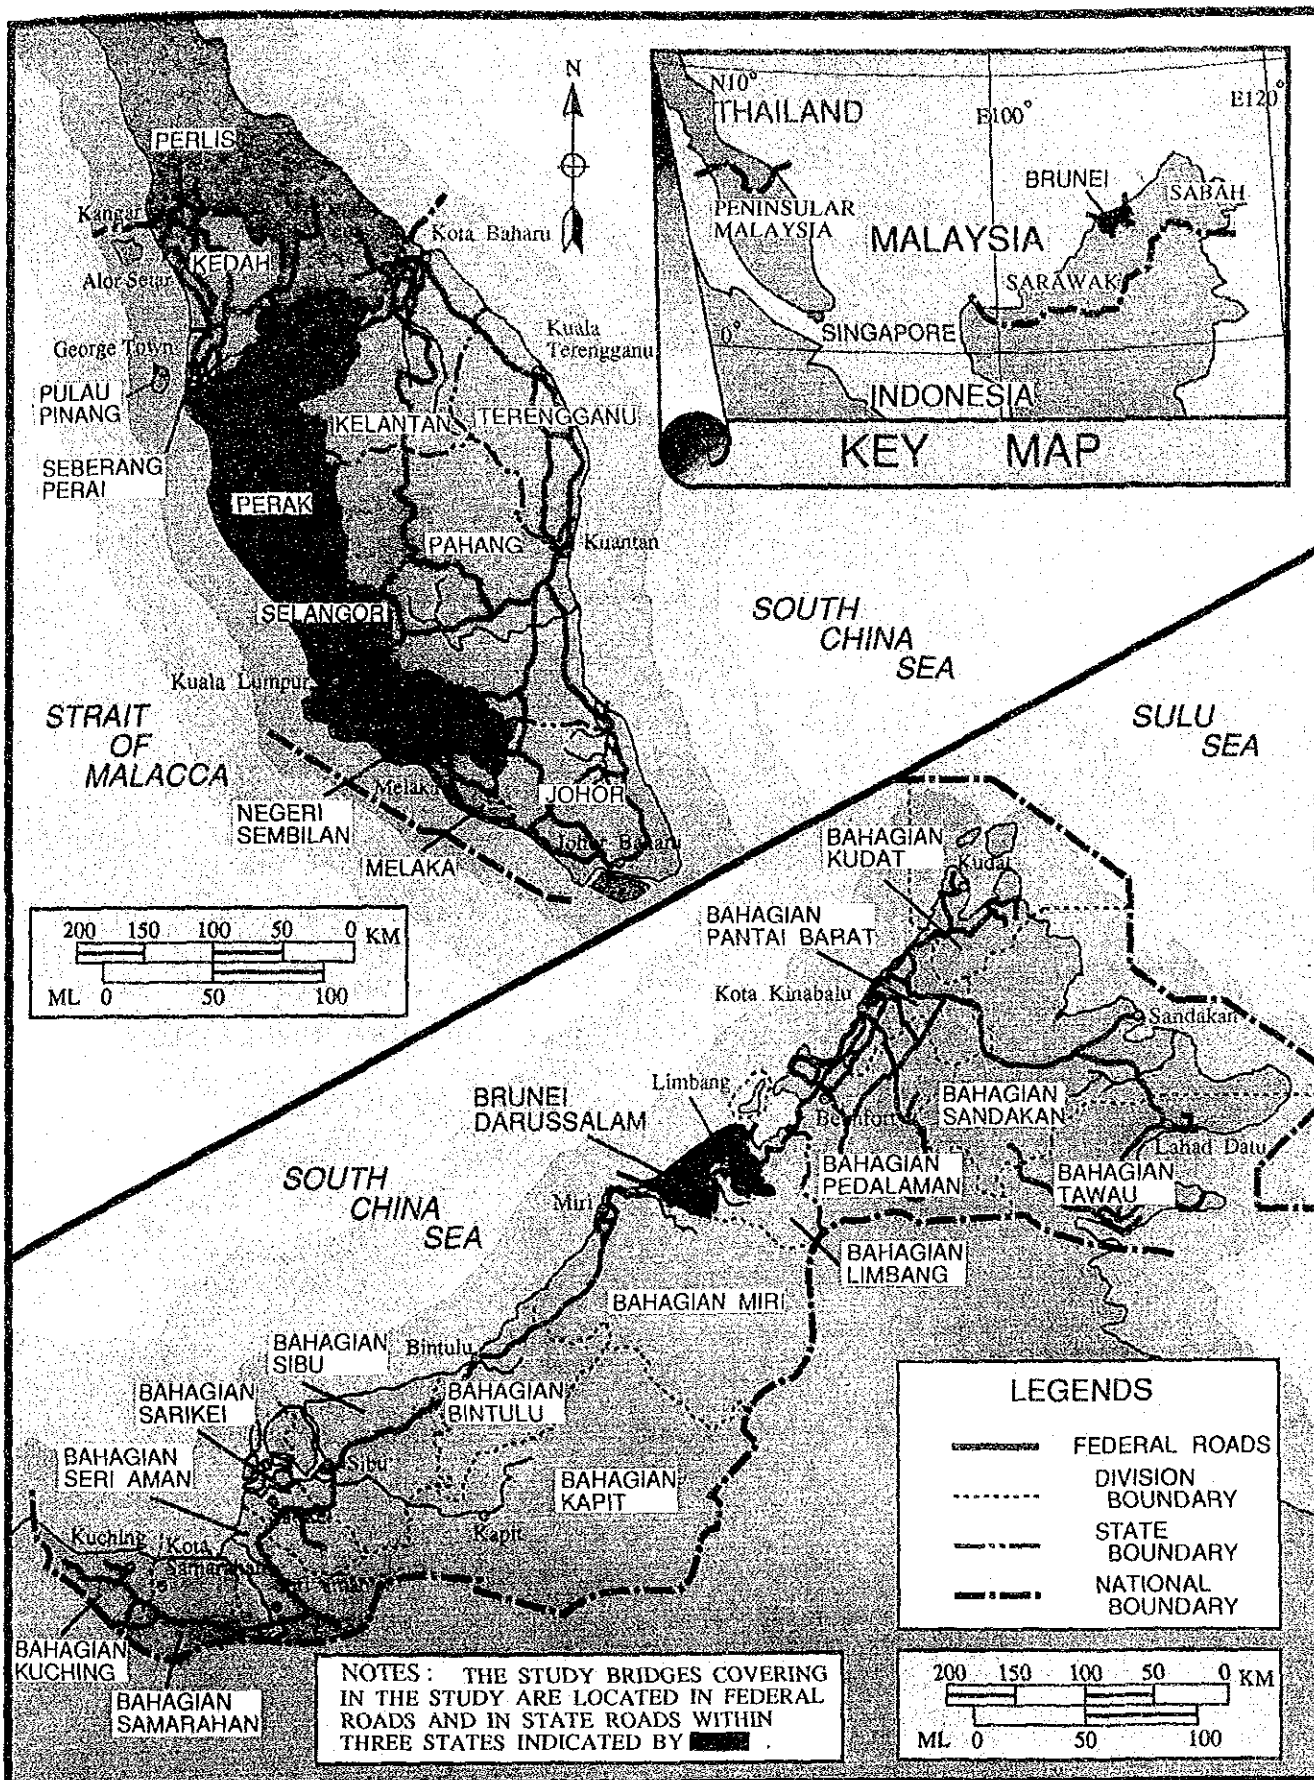 N
PERLIS
Kangar
KEDAH
Alor Setar
Kota Baharu
George Town
Kuala
Terengganu
PULAU
PINANG
KELANTAN
TERENGGANU
SEBERANG
PERAI
PERAK
PAHANG
Kuantan
SELANGOR
Kuala Lumpur
STRAIT
OF
MALACCA
Melaka
NEGERI
SEMBILAN
JOHOR
Johor Baharu
MELAKA
200 150 100 50 0 KM
ML 0 50 100
N10°
THAILAND
E100°
E120°
BRUNEI
SABAH
PENINSULAR
MALAYSIA
MALAYSIA
SARAWAK
0°
SINGAPORE
INDONESIA
KEY MAP
SOUTH
CHINA
SEA
SULU
SEA
BAHAGIAN
KUDAT
Kudat
BAHAGIAN
PANTAI BARAT
Kota Kinabalu
Sandakan
Limbang
BRUNEI
DARUSSALAM
Beaufort
BAHAGIAN
SANDAKAN
Lahad Datu
BAHAGIAN
PEDALAMAN
BAHAGIAN
TAWAU
SOUTH
CHINA
SEA
Miri
BAHAGIAN
LIMBANG
BAHAGIAN MIRI
BAHAGIAN
SIBU
Bintulu
BAHAGIAN
BINTULU
BAHAGIAN
SARIKEI
BAHAGIAN
SERI AMAN
Sibu
BAHAGIAN
KAPIT
Kapit
Kuching
Kota
Samarahan
BAHAGIAN
KUCHING
BAHAGIAN
SAMARAHAN
LEGENDS
FEDERAL ROADS
DIVISION
BOUNDARY
STATE
BOUNDARY
NATIONAL
BOUNDARY
200 150 100 50 0 KM
ML 0 50 100
NOTES : THE STUDY BRIDGES COVERING
IN THE STUDY ARE LOCATED IN FEDERAL
ROADS AND IN STATE ROADS WITHIN
THREE STATES INDICATED BY .